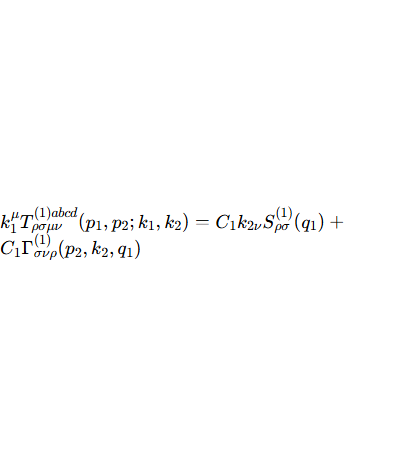 $k_1^\mu T^{(1)abcd}_{\rho\sigma\mu\nu}(p_1, p_2; k_1, k_2) = C_1 k_{2\nu} S^{(1)}_{\rho\sigma}(q_1) +$
$C_1 \Gamma^{(1)}_{\sigma\nu\rho}(p_2, k_2, q_1)$